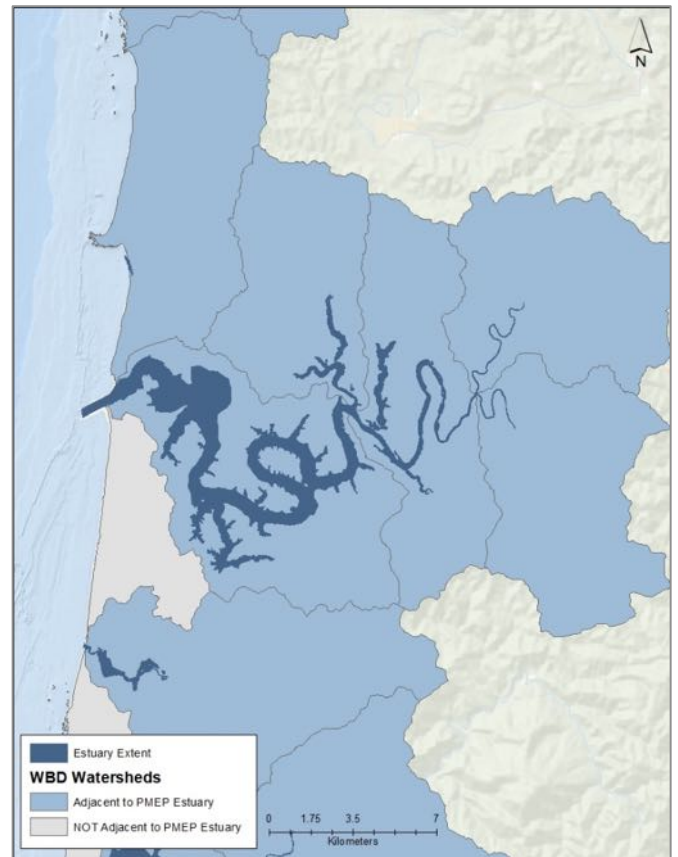 N
Estuary Extent
WBD Watersheds
Adjacent to PMEP Estuary
NOT Adjacent to PMEP Estuary
0 1.75 3.5 7
Kilometers